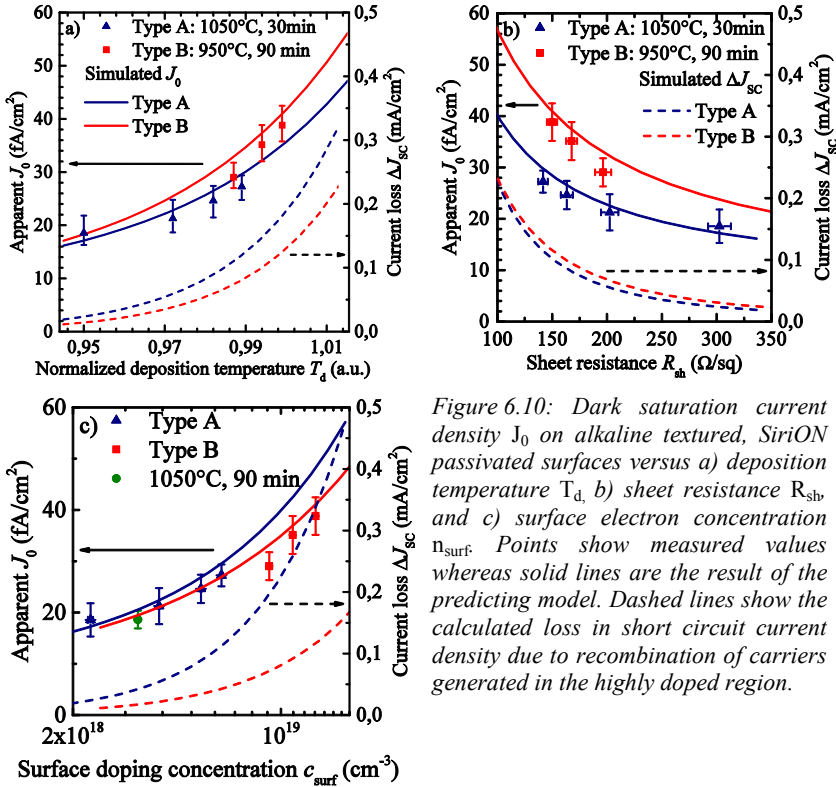 a)
Type A: 1050°C, 30min
Type B: 950°C, 90 min
Simulated J0
Type A
Type B
60
50
40
30
20
10
0
Apparent J0 (fA/cm²)
0,5
0,4
0,3
0,2
0,1
0,0
Current loss ΔJSC (mA/cm²)
0,95
0,97
0,99
1,01
Normalized deposition temperature Td (a.u.)
b)
Type A: 1050°C, 30min
Type B: 950°C, 90 min
Simulated ΔJSC
Type A
Type B
60
50
40
30
20
10
0
Apparent J0 (fA/cm²)
0,5
0,4
0,3
0,2
0,1
0,0
Current loss ΔJSC (mA/cm²)
100
150
200
250
300
350
Sheet resistance Rsh (Ω/sq)
c)
Type A
Type B
1050°C, 90 min
60
40
20
0
Apparent J0 (fA/cm²)
0,5
0,4
0,3
0,2
0,1
0,0
Current loss ΔJSC (mA/cm²)
2x10¹⁸
10¹⁹
Surface doping concentration csurf (cm⁻³)
Figure 6.10: Dark saturation current
density J0 on alkaline textured, SiriON
passivated surfaces versus a) deposition
temperature Td, b) sheet resistance Rsh,
and c) surface electron concentration
nsurf. Points show measured values
whereas solid lines are the result of the
predicting model. Dashed lines show the
calculated loss in short circuit current
density due to recombination of carriers
generated in the highly doped region.